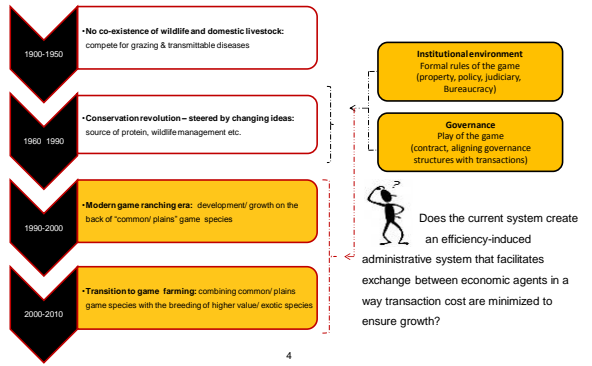 1900-1950
•No co-existence of wildlife and domestic livestock:
compete for grazing & transmittable diseases
1960 1990
•Conservation revolution – steered by changing ideas:
source of protein, wildlife management etc.
1990-2000
•Modern game ranching era: development/ growth on the
back of "common/ plains" game species
2000-2010
•Transition to game farming: combining common/ plains
game species with the breeding of higher value/ exotic species
Institutional environment
Formal rules of the game
(property, policy, judiciary,
Bureaucracy)
Governance
Play of the game
(contract, aligning governance
structures with transactions)
?
Does the current system create
an efficiency-induced
administrative system that facilitates
exchange between economic agents in a
way transaction cost are minimized to
ensure growth?
4